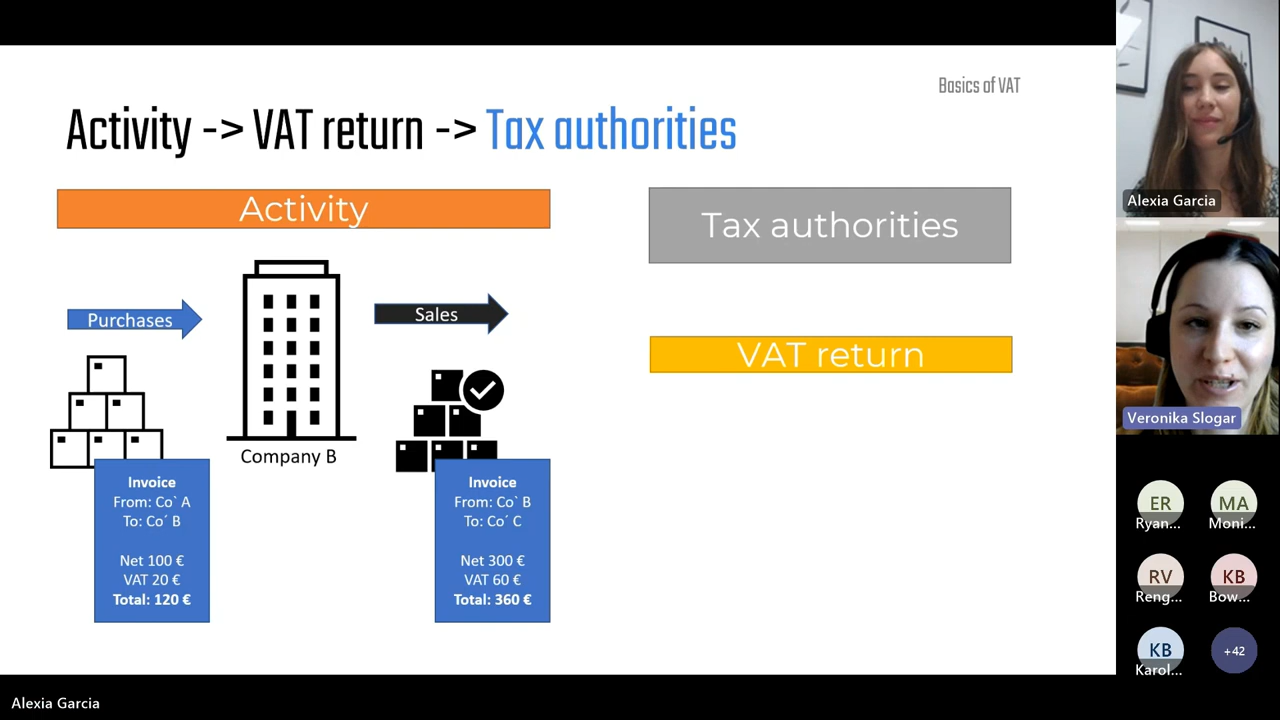 Basics of VAT
Activity -> VAT return -> Tax authorities
Activity
Tax authorities
Purchases
Sales
VAT return
Company B
Invoice
From: Co` A
To: Co´ B
Net 100 €
VAT 20 €
Total: 120 €
Invoice
From: Co` B
To: Co´ C
Net 300 €
VAT 60 €
Total: 360 €
Alexia Garcia
Veronika Slogar
ER
Ryan...
MA
Moni...
RV
Reng...
KB
Bow...
KB
Karol...
+42
Alexia Garcia